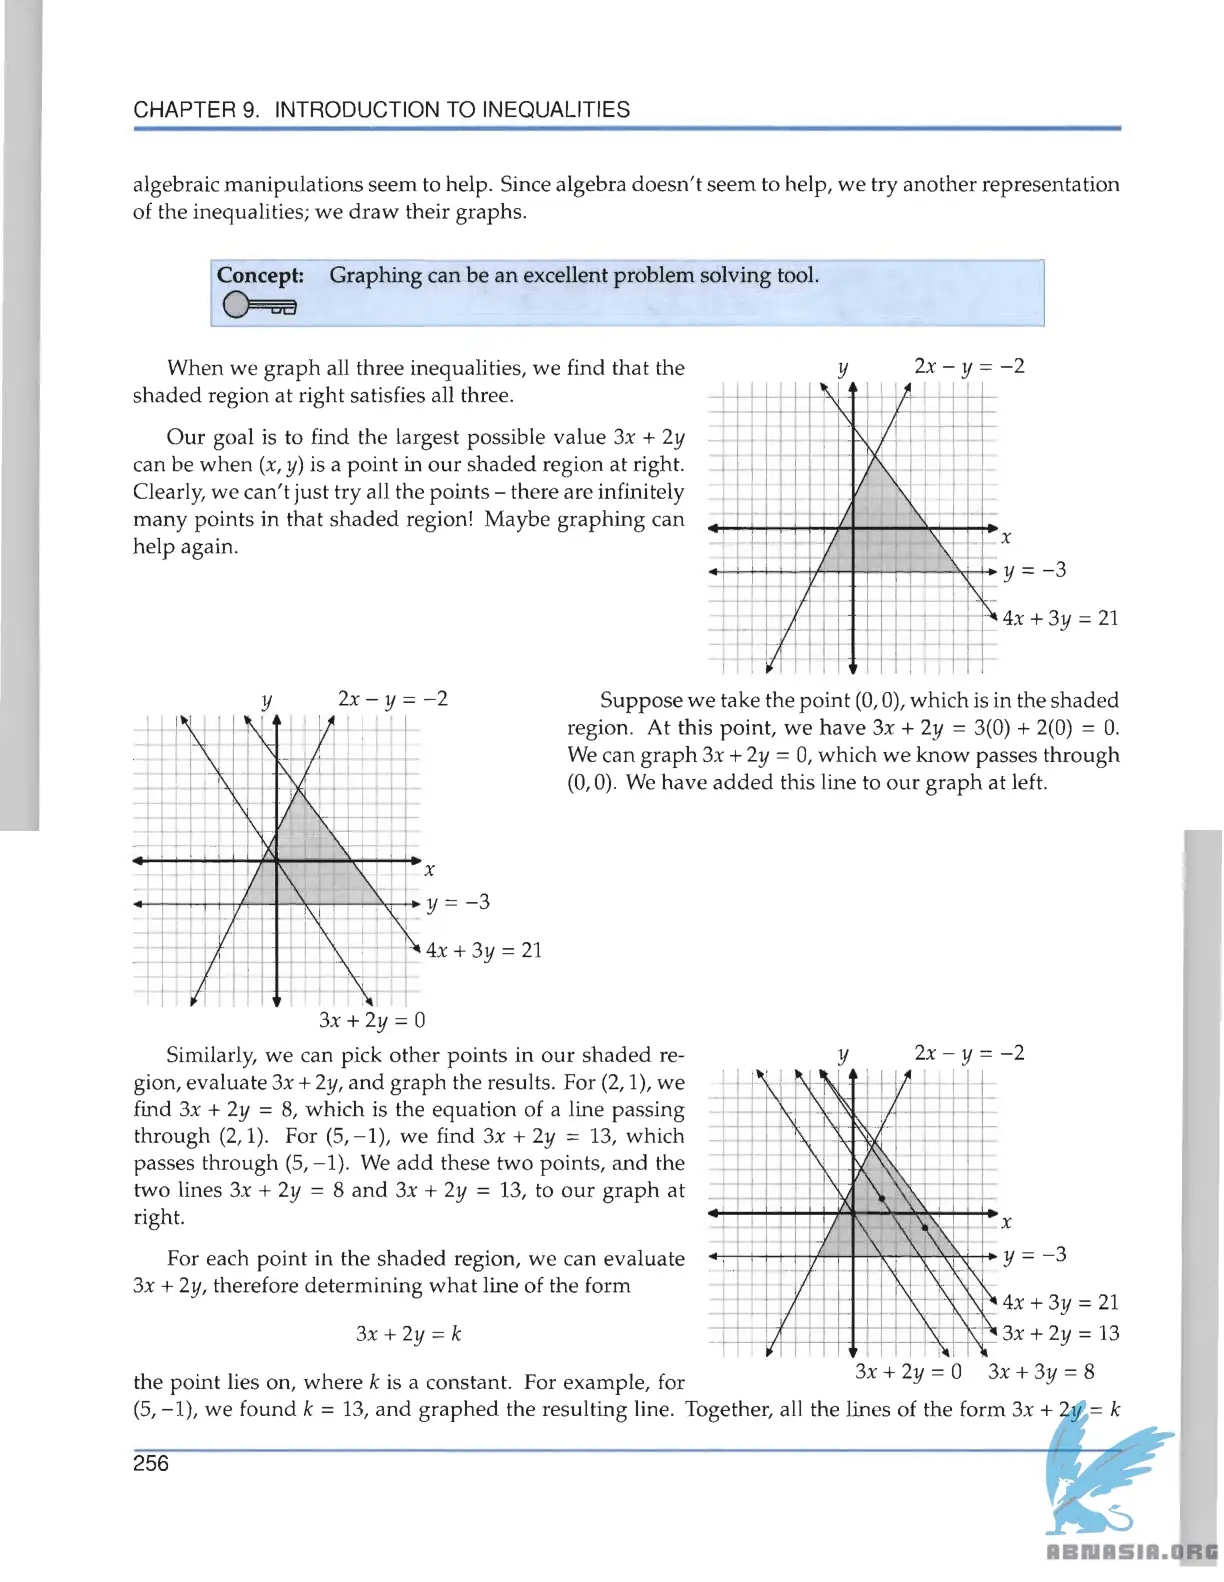 CHAPTER 9. INTRODUCTION TO INEQUALITIES
algebraic manipulations seem to help. Since algebra doesn't seem to help, we try another representation
of the inequalities; we draw their graphs.
Concept: Graphing can be an excellent problem solving tool.
When we graph all three inequalities, we find that the
shaded region at right satisfies all three.
Our goal is to find the largest possible value 3x + 2y
can be when (x, y) is a point in our shaded region at right.
Clearly, we can't just try all the points – there are infinitely
many points in that shaded region! Maybe graphing can
help again.
y 2x − y = −2
x
y = −3
4x + 3y = 21
y 2x − y = −2
x
y = −3
4x + 3y = 21
3x + 2y = 0
Suppose we take the point (0, 0), which is in the shaded
region. At this point, we have 3x + 2y = 3(0) + 2(0) = 0.
We can graph 3x + 2y = 0, which we know passes through
(0, 0). We have added this line to our graph at left.
Similarly, we can pick other points in our shaded re-
gion, evaluate 3x + 2y, and graph the results. For (2, 1), we
find 3x + 2y = 8, which is the equation of a line passing
through (2, 1). For (5, −1), we find 3x + 2y = 13, which
passes through (5, −1). We add these two points, and the
two lines 3x + 2y = 8 and 3x + 2y = 13, to our graph at
right.
For each point in the shaded region, we can evaluate
3x + 2y, therefore determining what line of the form
3x + 2y = k
y 2x − y = −2
x
y = −3
4x + 3y = 21
3x + 2y = 13
3x + 2y = 0 3x + 3y = 8
the point lies on, where k is a constant. For example, for
(5, −1), we found k = 13, and graphed the resulting line. Together, all the lines of the form 3x + 2y = k
256
ABNASIA.ORG